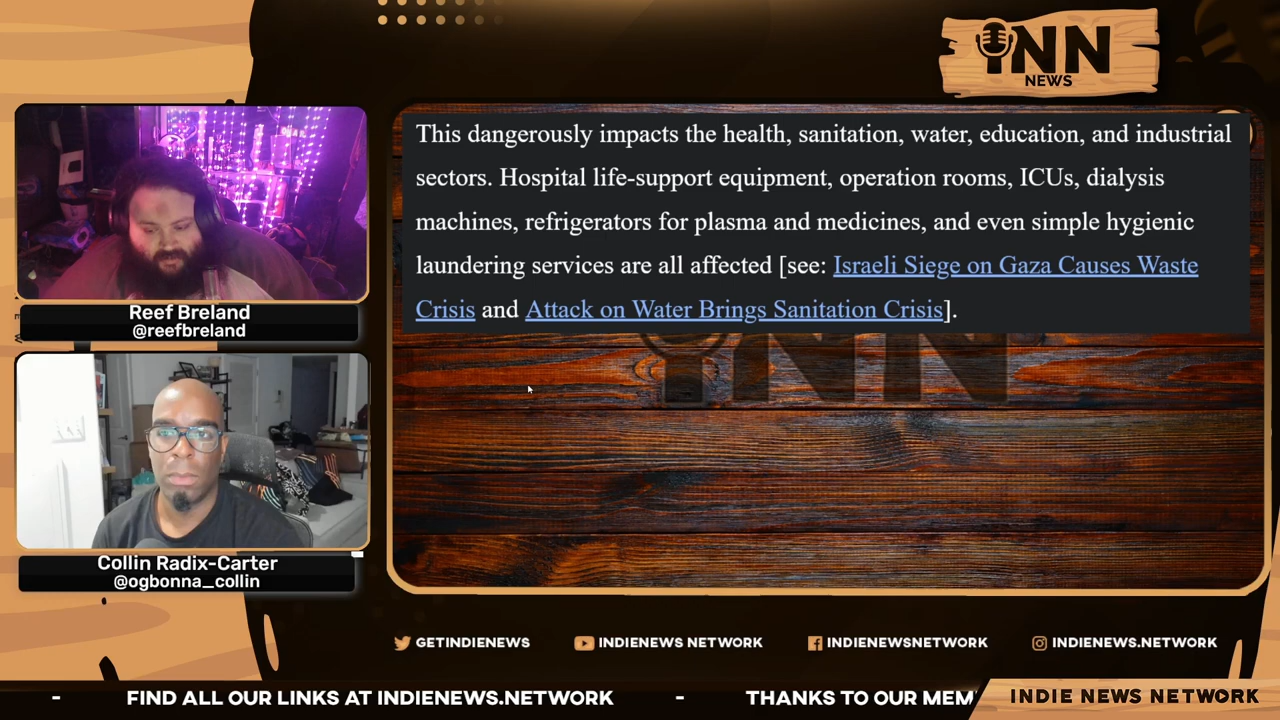 INN
NEWS
This dangerously impacts the health, sanitation, water, education, and industrial
sectors. Hospital life-support equipment, operation rooms, ICUs, dialysis
machines, refrigerators for plasma and medicines, and even simple hygienic
laundering services are all affected [see: Israeli Siege on Gaza Causes Waste
Crisis and Attack on Water Brings Sanitation Crisis].
INN
Reef Breland
@reefbreland
Collin Radix-Carter
@ogbonna_collin
GETINDIENEWS
INDIENEWS NETWORK
INDIENEWSNETWORK
INDIENEWS.NETWORK
- FIND ALL OUR LINKS AT INDIENEWS.NETWORK - THANKS TO OUR MEM
INDIE NEWS NETWORK